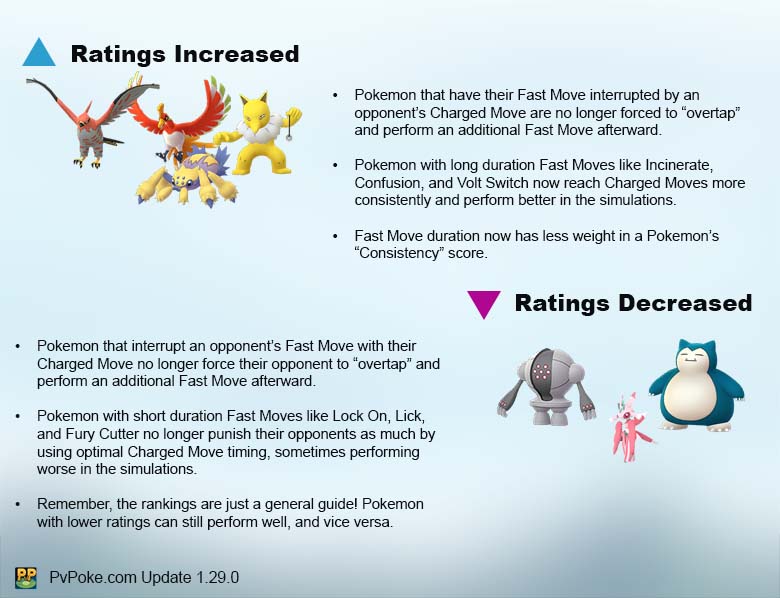 Ratings Increased
• Pokemon that have their Fast Move interrupted by an
opponent’s Charged Move are no longer forced to “overtap”
and perform an additional Fast Move afterward.
• Pokemon with long duration Fast Moves like Incinerate,
Confusion, and Volt Switch now reach Charged Moves more
consistently and perform better in the simulations.
• Fast Move duration now has less weight in a Pokemon’s
“Consistency” score.
Ratings Decreased
• Pokemon that interrupt an opponent’s Fast Move with their
Charged Move no longer force their opponent to “overtap” and
perform an additional Fast Move afterward.
• Pokemon with short duration Fast Moves like Lock On, Lick,
and Fury Cutter no longer punish their opponents as much by
using optimal Charged Move timing, sometimes performing
worse in the simulations.
• Remember, the rankings are just a general guide! Pokemon
with lower ratings can still perform well, and vice versa.
PP
PvPoke.com Update 1.29.0